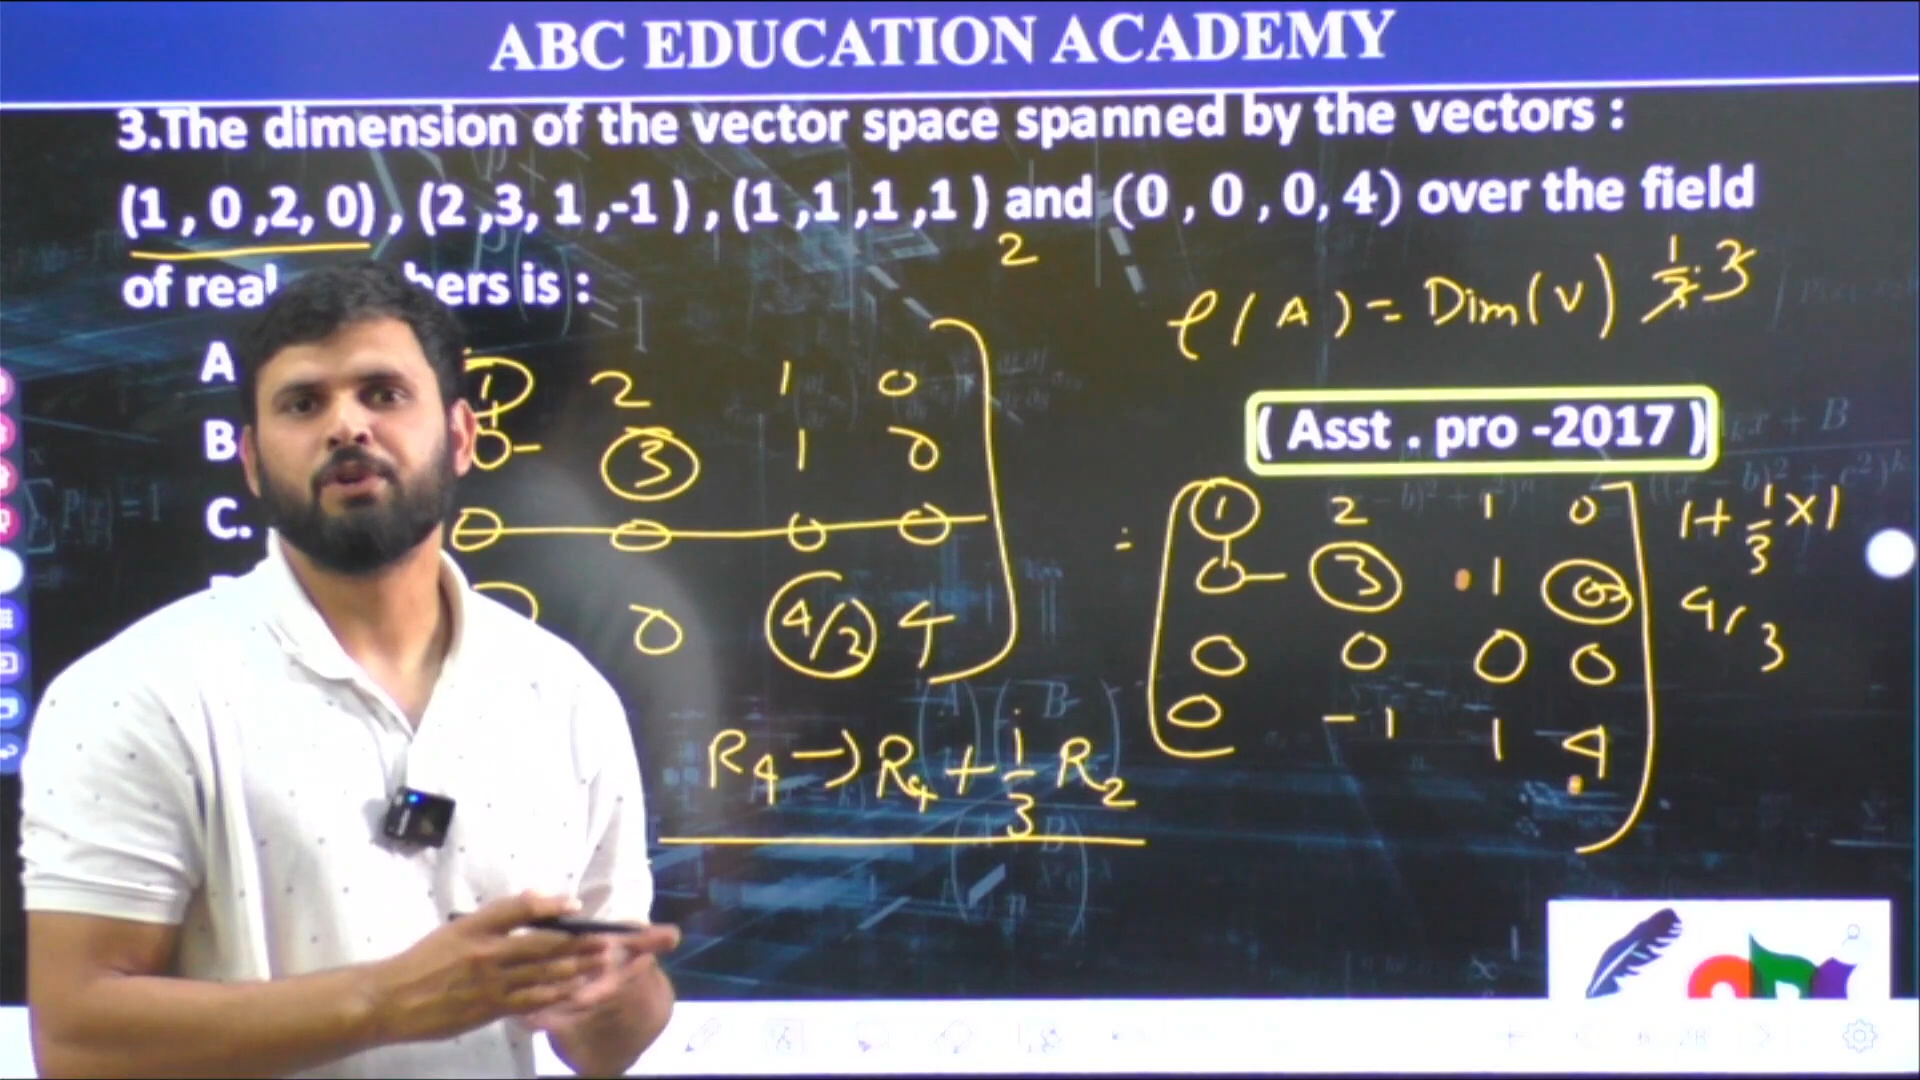 ABC EDUCATION ACADEMY
3.The dimension of the vector space spanned by the vectors :
(1 , 0 ,2, 0) , (2 ,3, 1 ,-1 ) , (1 ,1 ,1 ,1 ) and (0 , 0 , 0, 4) over the field
2
of real bers is :
ρ(A) = Dim(V) 3
A
1 2 1 0
( Asst . pro -2017 )
B
0 3 1 0
C.
0 0 0 0
0 4/3 4
R4 → R4 + 1/3 R2
= 1 2 1 0
0 3 1 0
0 0 0 0
0 -1 1 4
1 + 1/3 × 1
4/3